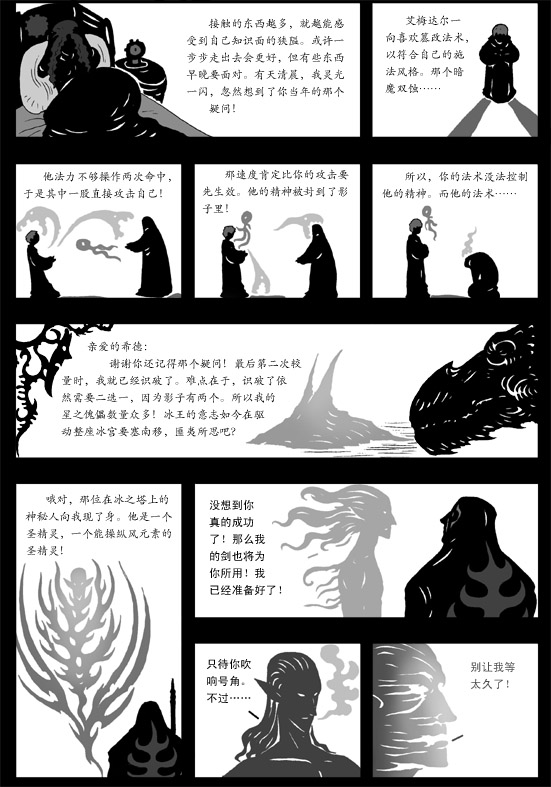 接触的东西越多，就越能感
受到自己知识面的狭隘。或许一
步步走出去会更好，但有些东西
早晚要面对。有天清晨，我灵光
一闪，忽然想到了你当年的那个
疑问！
艾梅达尔一
向喜欢篡改法术，
以符合自己的施
法风格。那个暗
魔双蚀……
他法力不够操作两次命中，
于是其中一股直接攻击自己！
那速度肯定比你的攻击要
先生效。他的精神被封到了影
子里！
所以，你的法术没法控制
他的精神。而他的法术……
亲爱的希德：
谢谢你还记得那个疑问！最后第二次较
量时，我就已经识破了。难点在于，识破了依
然需要二选一，因为影子有两个。所以我的
星之傀儡数量众多！冰王的意志如今在驱
动整座冰宫要塞南移，匪夷所思吧？
哦对，那位在冰之塔上的
神秘人向我现了身。他是一个
圣精灵，一个能操纵风元素的
圣精灵！
没想到你
真的成功
了！那么我
的剑也将为
你所用！我
已经准备好了！
只待你吹
响号角。
不过……
别让我等
太久了！